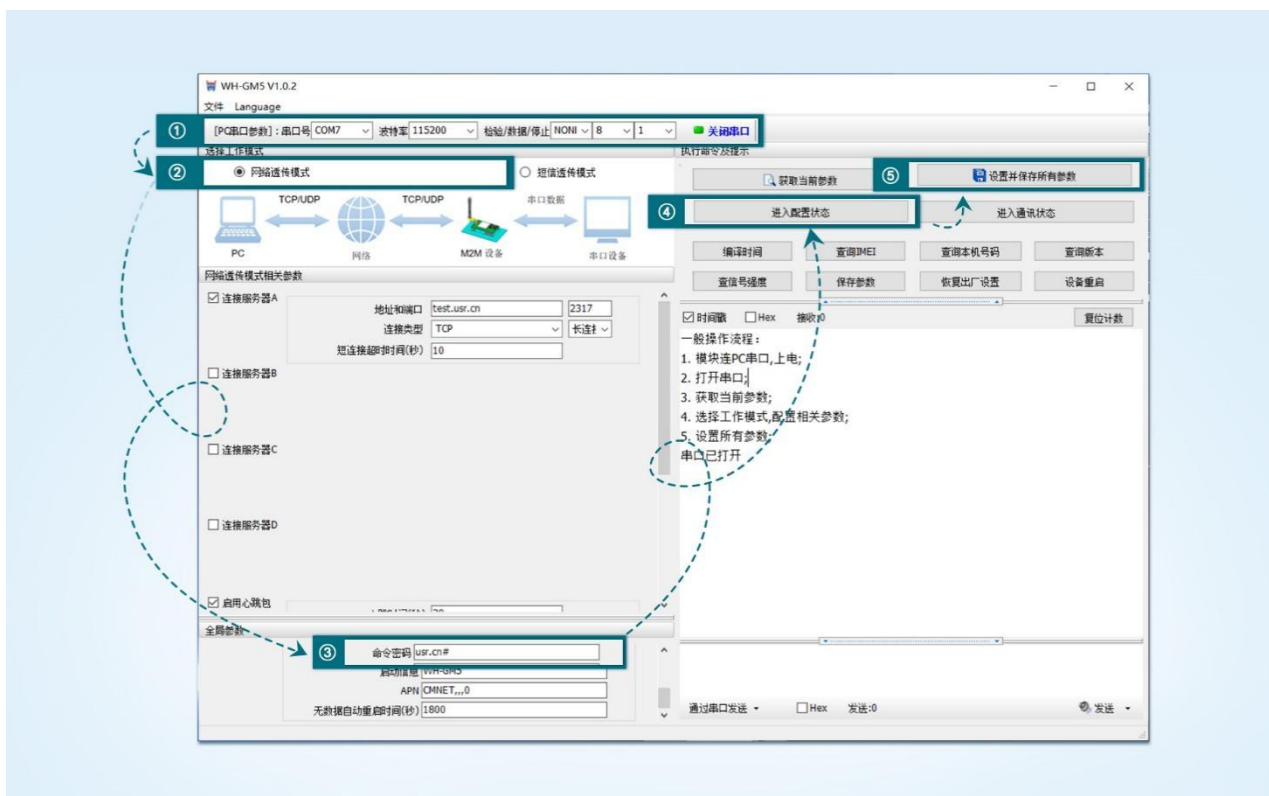 WH-GM5 V1.0.2
文件 Language
① [PC串口参数]：串口号 COM7 波特率 115200 检验/数据/停止 NONI 8 1 关闭串口
选择工作模式
② 网络透传模式 短信透传模式
TCP/UDP TCP/UDP 串口数据
PC 网络 M2M 设备 串口设备
网络透传模式相关参数
连接服务器A
地址和端口 test.usr.cn 2317
连接类型 TCP 长连
短连接超时时间(秒) 10
连接服务器B
连接服务器C
连接服务器D
启用心跳包
全局参数
③ 命令密码 usr.cn#
启动信息 WH-GM5
APN CMNET,,,0
无数据自动重启时间(秒) 1800
执行命令及提示
获取当前参数 ⑤ 设置并保存所有参数
④ 进入配置状态 进入通讯状态
编译时间 查询IMEI 查询本机号码 查询版本
查信号强度 保存参数 恢复出厂设置 设备重启
时间戳 Hex 接收:0 复位计数
一般操作流程：
1. 模块连PC串口,上电;
2. 打开串口;
3. 获取当前参数;
4. 选择工作模式,配置相关参数;
5. 设置所有参数;
串口已打开
通过串口发送 Hex 发送:0 发送